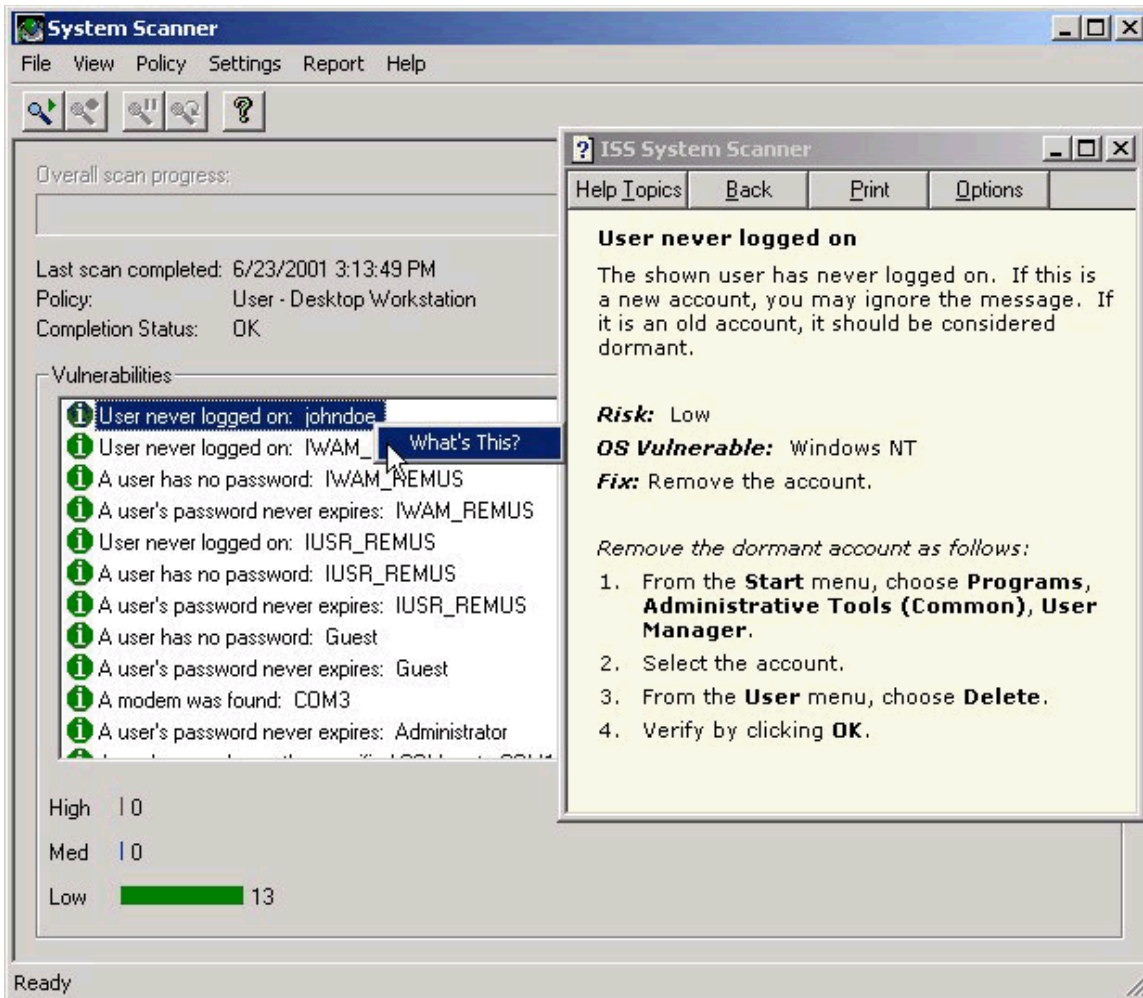 System Scanner
File View Policy Settings Report Help
Overall scan progress:
Last scan completed: 6/23/2001 3:13:49 PM
Policy: User - Desktop Workstation
Completion Status: OK
Vulnerabilities
User never logged on: johndoe
What's This?
User never logged on: IWAM_
A user has no password: IWAM_REMUS
A user's password never expires: IWAM_REMUS
User never logged on: IUSR_REMUS
A user has no password: IUSR_REMUS
A user's password never expires: IUSR_REMUS
A user has no password: Guest
A user's password never expires: Guest
A modem was found: COM3
A user's password never expires: Administrator
High 0
Med 0
Low 13
Ready
ISS System Scanner
Help Topics Back Print Options
User never logged on
The shown user has never logged on. If this is
a new account, you may ignore the message. If
it is an old account, it should be considered
dormant.
Risk: Low
OS Vulnerable: Windows NT
Fix: Remove the account.
Remove the dormant account as follows:
1. From the Start menu, choose Programs,
Administrative Tools (Common), User
Manager.
2. Select the account.
3. From the User menu, choose Delete.
4. Verify by clicking OK.